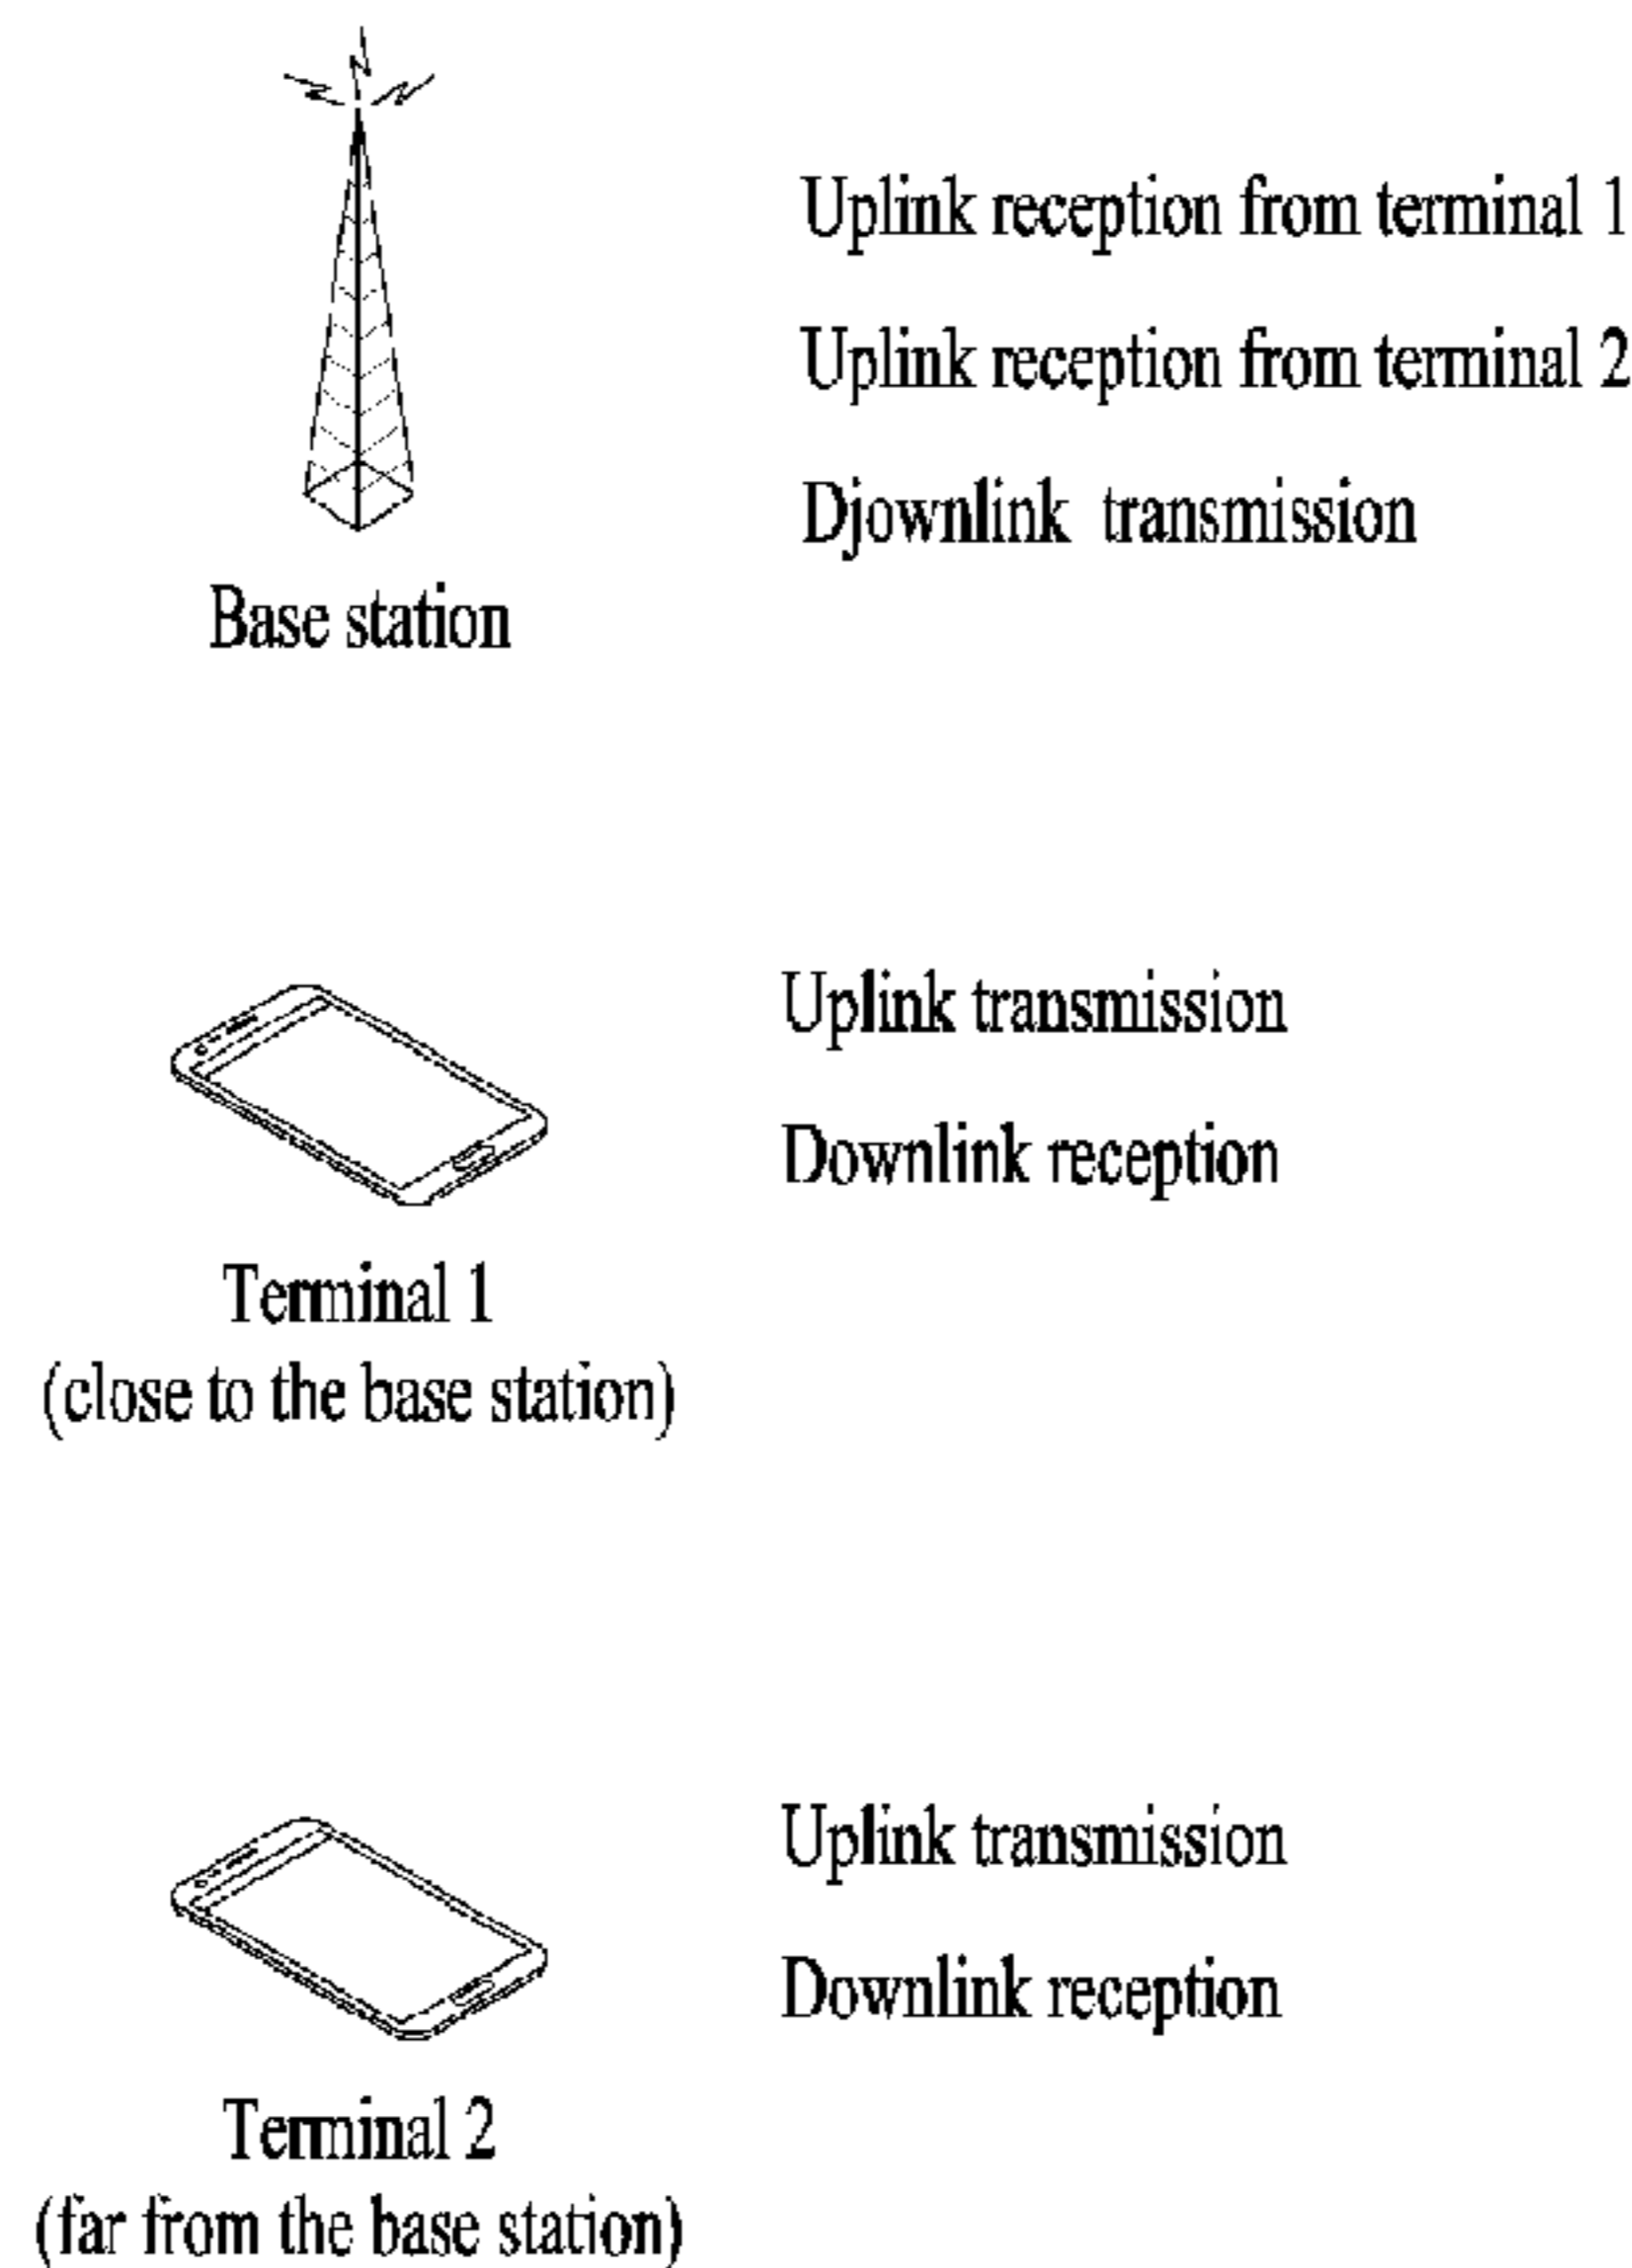 Uplink reception from terminal 1
Uplink reception from terminal 2
Djownlink transmission
Base station
Uplink transmission
Downlink reception
Terminal 1
(close to the base station)
Uplink transmission
Downlink reception
Terminal 2
(far from the base station)